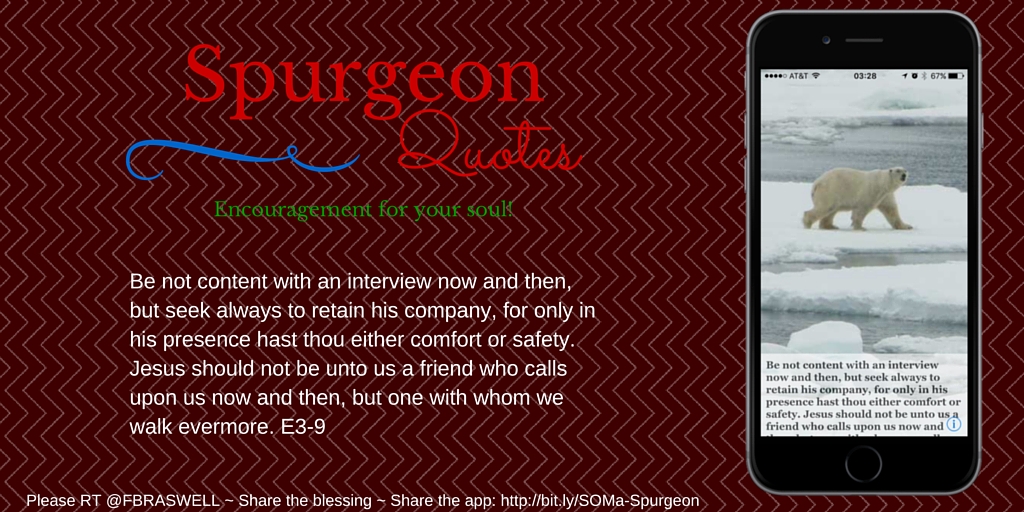 Spurgeon
Quotes
Encouragement for your soul!
Be not content with an interview now and then,
but seek always to retain his company, for only in
his presence hast thou either comfort or safety.
Jesus should not be unto us a friend who calls
upon us now and then, but one with whom we
walk evermore. E3-9
Please RT @FBRASWELL ~ Share the blessing ~ Share the app: http://bit.ly/SOMa-Spurgeon
AT&T 03:28 67%
Be not content with an interview
now and then, but seek always to
retain his company, for only in his
presence hast thou either comfort or
safety. Jesus should not be unto us a
friend who calls upon us now and